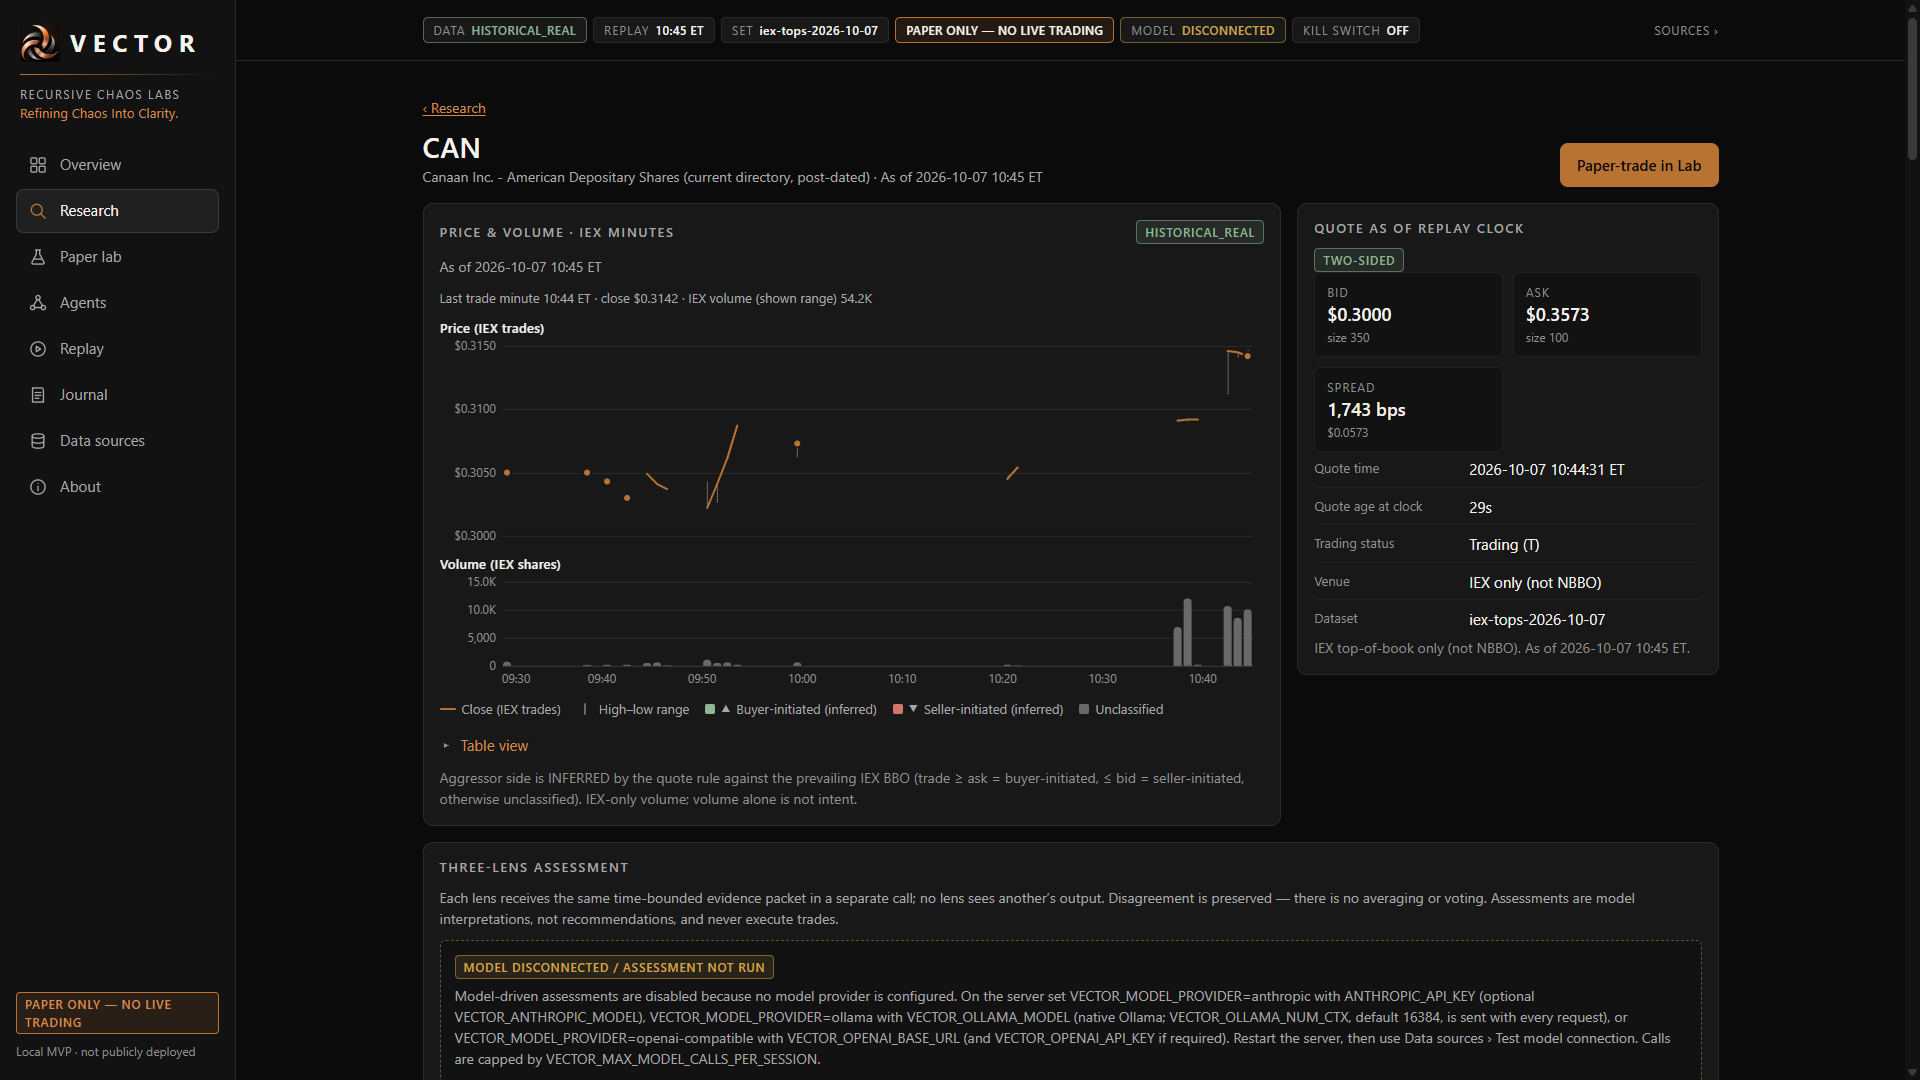 VECTOR
RECURSIVE CHAOS LABS
Refining Chaos Into Clarity.
Overview
Research
Paper lab
Agents
Replay
Journal
Data sources
About
PAPER ONLY — NO LIVE
TRADING
Local MVP · not publicly deployed
DATA HISTORICAL_REAL
REPLAY 10:45 ET
SET iex-tops-2026-10-07
PAPER ONLY — NO LIVE TRADING
MODEL DISCONNECTED
KILL SWITCH OFF
SOURCES ›
‹ Research
CAN
Canaan Inc. - American Depositary Shares (current directory, post-dated) · As of 2026-10-07 10:45 ET
Paper-trade in Lab
PRICE & VOLUME · IEX MINUTES
HISTORICAL_REAL
As of 2026-10-07 10:45 ET
Last trade minute 10:44 ET · close $0.3142 · IEX volume (shown range) 54.2K
Price (IEX trades)
$0.3150
$0.3100
$0.3050
$0.3000
Volume (IEX shares)
15.0K
10.0K
5,000
0
09:30 09:40 09:50 10:00 10:10 10:20 10:30 10:40
Close (IEX trades) High–low range ▲ Buyer-initiated (inferred) ▼ Seller-initiated (inferred) Unclassified
▸ Table view
Aggressor side is INFERRED by the quote rule against the prevailing IEX BBO (trade ≥ ask = buyer-initiated, ≤ bid = seller-initiated,
otherwise unclassified). IEX-only volume; volume alone is not intent.
QUOTE AS OF REPLAY CLOCK
TWO-SIDED
BID
$0.3000
size 350
ASK
$0.3573
size 100
SPREAD
1,743 bps
$0.0573
Quote time 2026-10-07 10:44:31 ET
Quote age at clock 29s
Trading status Trading (T)
Venue IEX only (not NBBO)
Dataset iex-tops-2026-10-07
IEX top-of-book only (not NBBO). As of 2026-10-07 10:45 ET.
THREE-LENS ASSESSMENT
Each lens receives the same time-bounded evidence packet in a separate call; no lens sees another's output. Disagreement is preserved — there is no averaging or voting. Assessments are model
interpretations, not recommendations, and never execute trades.
MODEL DISCONNECTED / ASSESSMENT NOT RUN
Model-driven assessments are disabled because no model provider is configured. On the server set VECTOR_MODEL_PROVIDER=anthropic with ANTHROPIC_API_KEY (optional
VECTOR_ANTHROPIC_MODEL), VECTOR_MODEL_PROVIDER=ollama with VECTOR_OLLAMA_MODEL (native Ollama; VECTOR_OLLAMA_NUM_CTX, default 16384, is sent with every request), or
VECTOR_MODEL_PROVIDER=openai-compatible with VECTOR_OPENAI_BASE_URL (and VECTOR_OPENAI_API_KEY if required). Restart the server, then use Data sources › Test model connection. Calls
are capped by VECTOR_MAX_MODEL_CALLS_PER_SESSION.